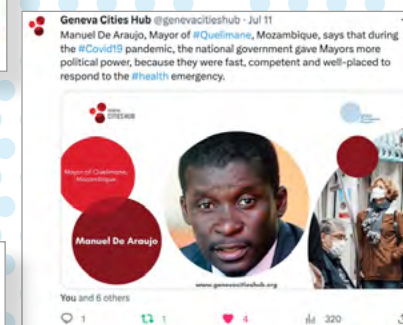 Geneva Cities Hub @genevacitieshub · Jul 11
Manuel De Araujo, Mayor of #Quelimane, Mozambique, says that during
the #Covid19 pandemic, the national government gave Mayors more
political power, because they were fast, competent and well-placed to
respond to the #health emergency.
GENEVA
CITIES HUB
Mayor of Quelimane,
Mozambique
Manuel De Araujo
www.genevacitieshub.org
You and 6 others
1 1 4 320